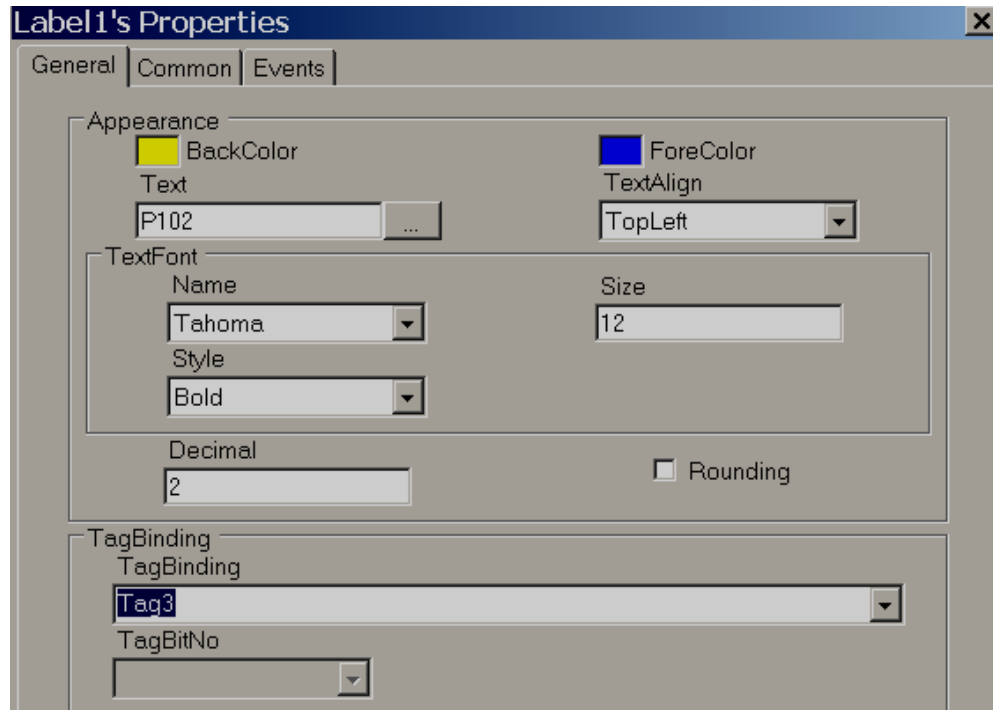 Label1's Properties
General Common Events
Appearance
BackColor ForeColor
Text TextAlign
P102 ... TopLeft
TextFont
Name Size
Tahoma 12
Style
Bold
Decimal
2 Rounding
TagBinding
TagBinding
Tag3
TagBitNo